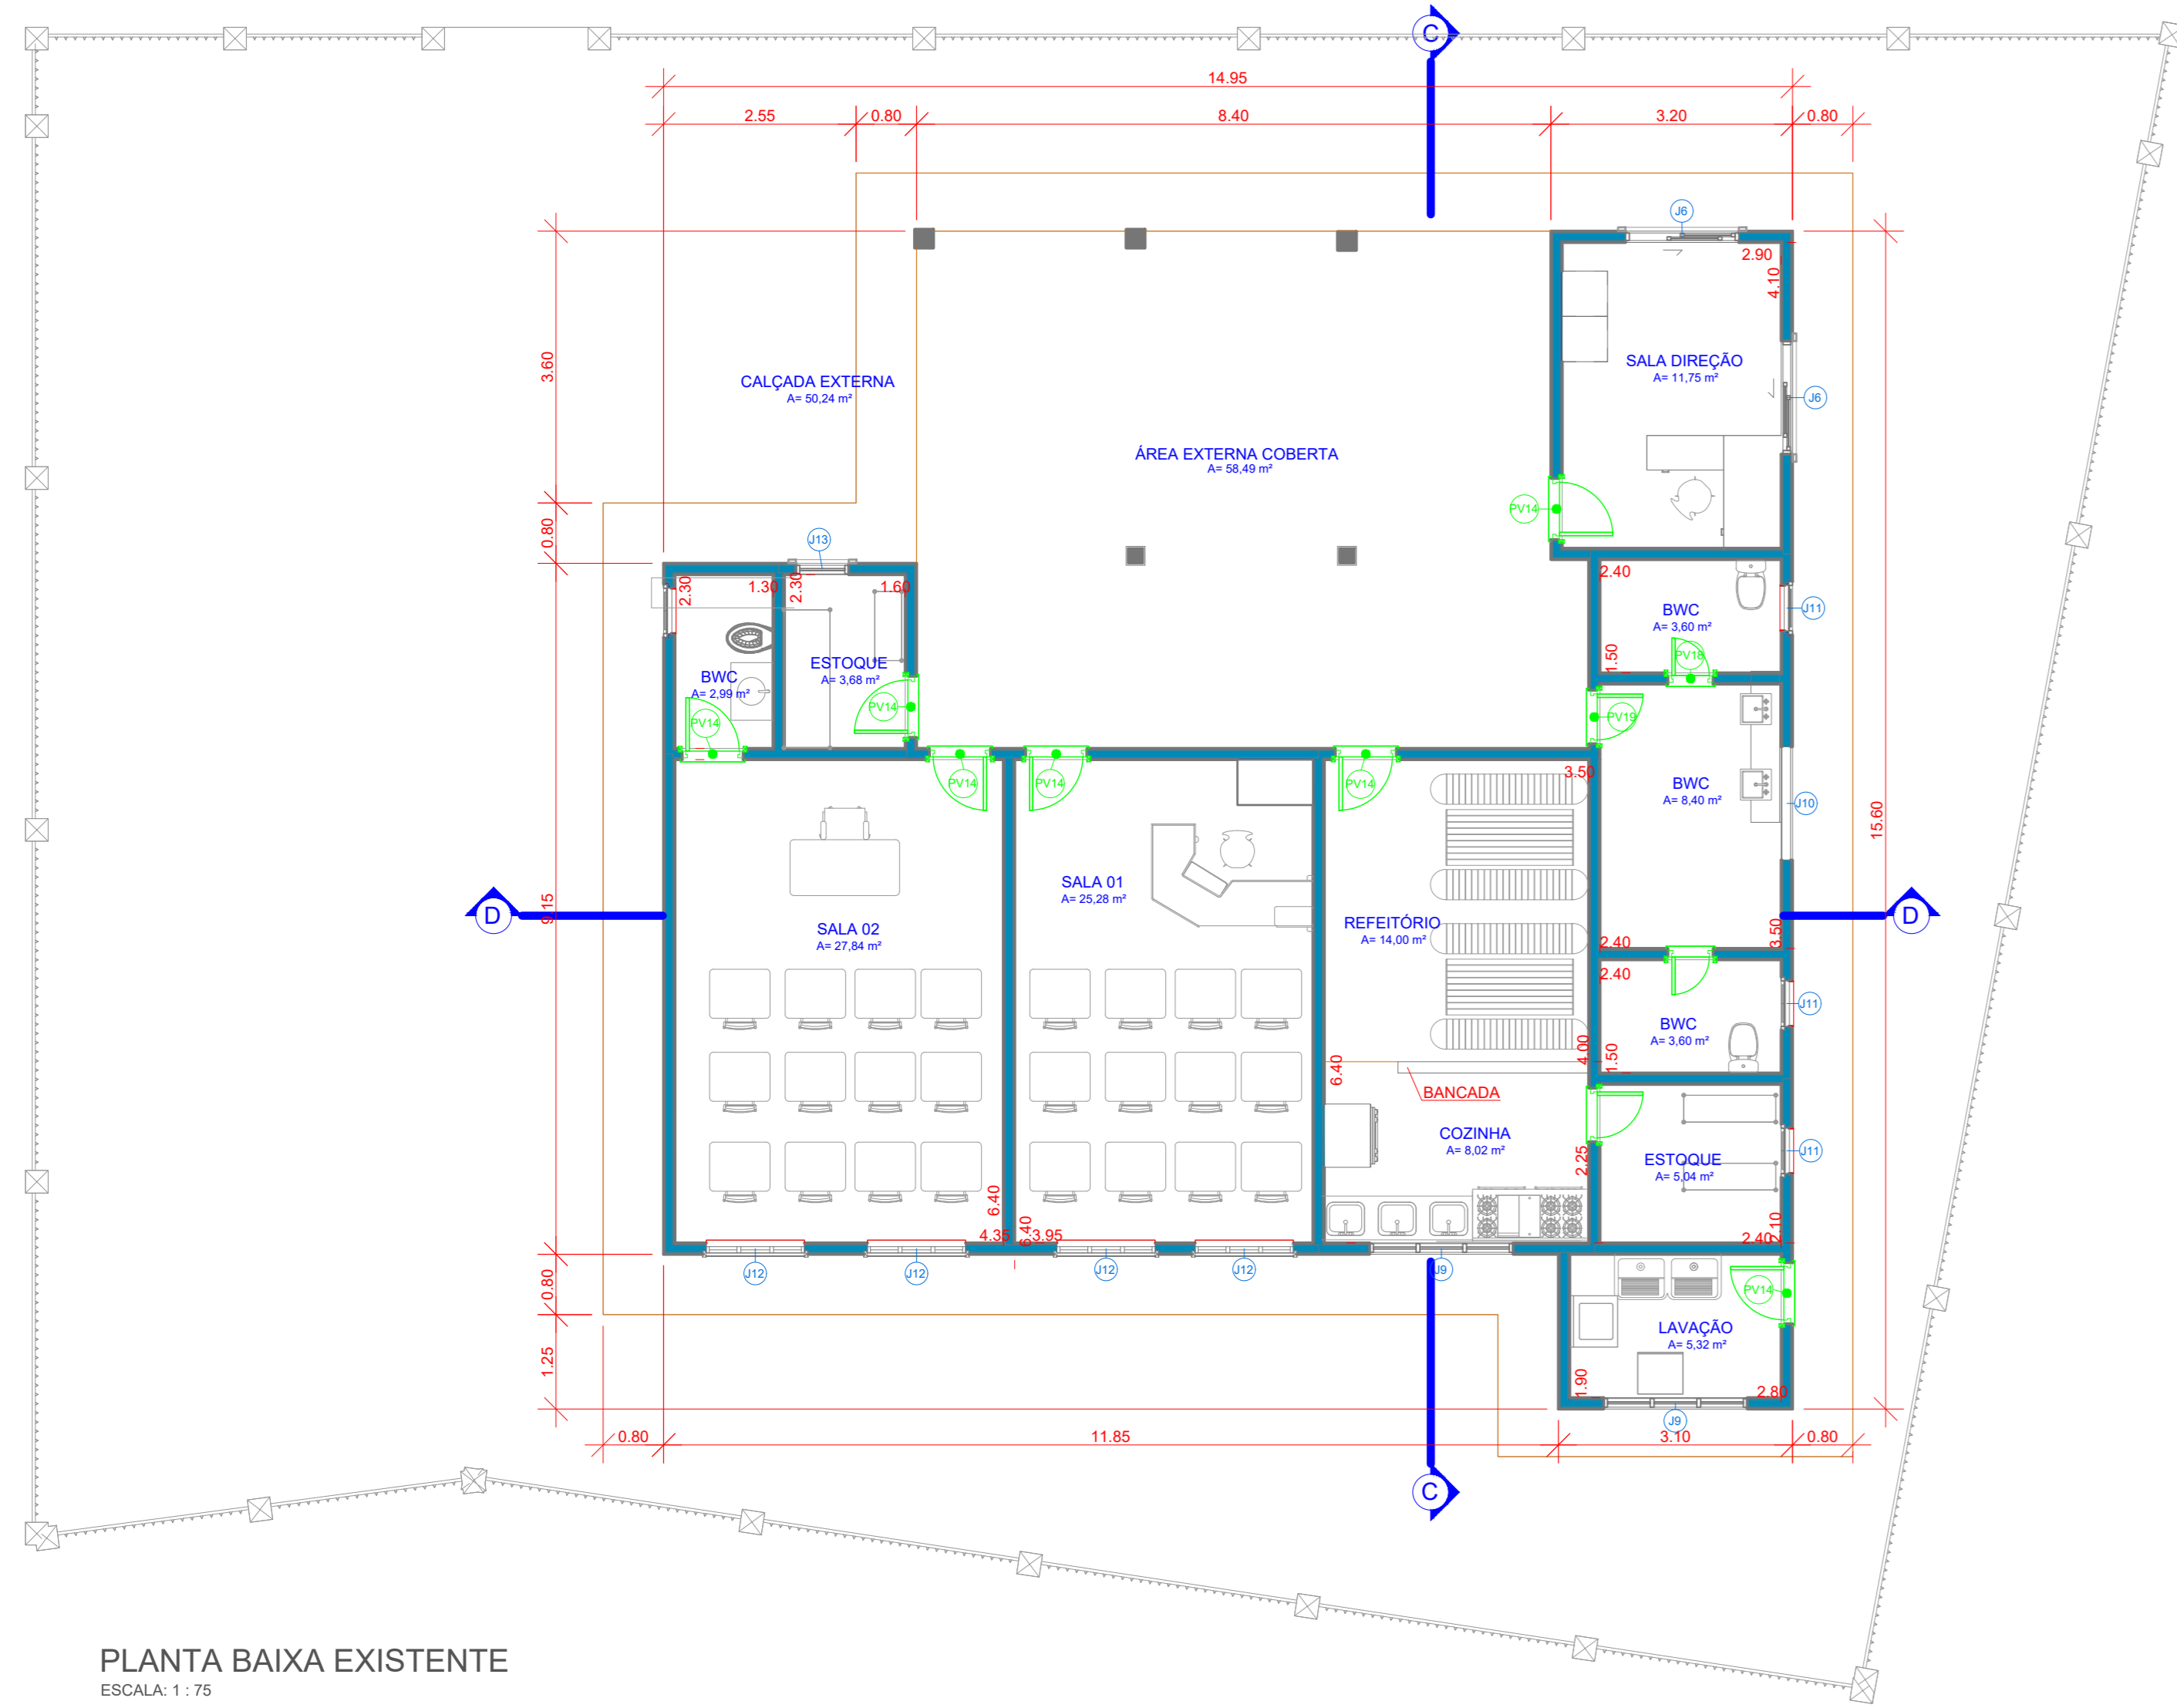 C
14.95
2.55
0.80
8.40
3.20
0.80
J6
2.90
4.10
3.60
SALA DIREÇÃO
A= 11,75 m²
CALÇADA EXTERNA
A= 50,24 m²
J6
ÁREA EXTERNA COBERTA
A= 58,49 m²
PV14
0.80
J13
2.30
1.30
2.30
1.60
2.40
BWC
A= 3,60 m²
J11
1.50
PV18
BWC
A= 2,99 m²
ESTOQUE
A= 3,68 m²
PV14
PV14
PV19
PV14
PV14
PV14
3.50
BWC
A= 8,40 m²
J10
15.60
SALA 01
A= 25,28 m²
D
9.15
SALA 02
A= 27,84 m²
REFEITÓRIO
A= 14,00 m²
2.40
3.50
D
2.40
J11
BWC
A= 3,60 m²
4.00
1.50
6.40
BANCADA
COZINHA
A= 8,02 m²
2.25
ESTOQUE
A= 5,04 m²
J11
6.40
4.35
6.40
3.95
2.40
2.10
J12
J12
J12
J12
J9
0.80
PV14
LAVAÇÃO
A= 5,32 m²
1.25
1.90
2.80
J9
0.80
11.85
3.10
0.80
C
PLANTA BAIXA EXISTENTE
ESCALA: 1 : 75